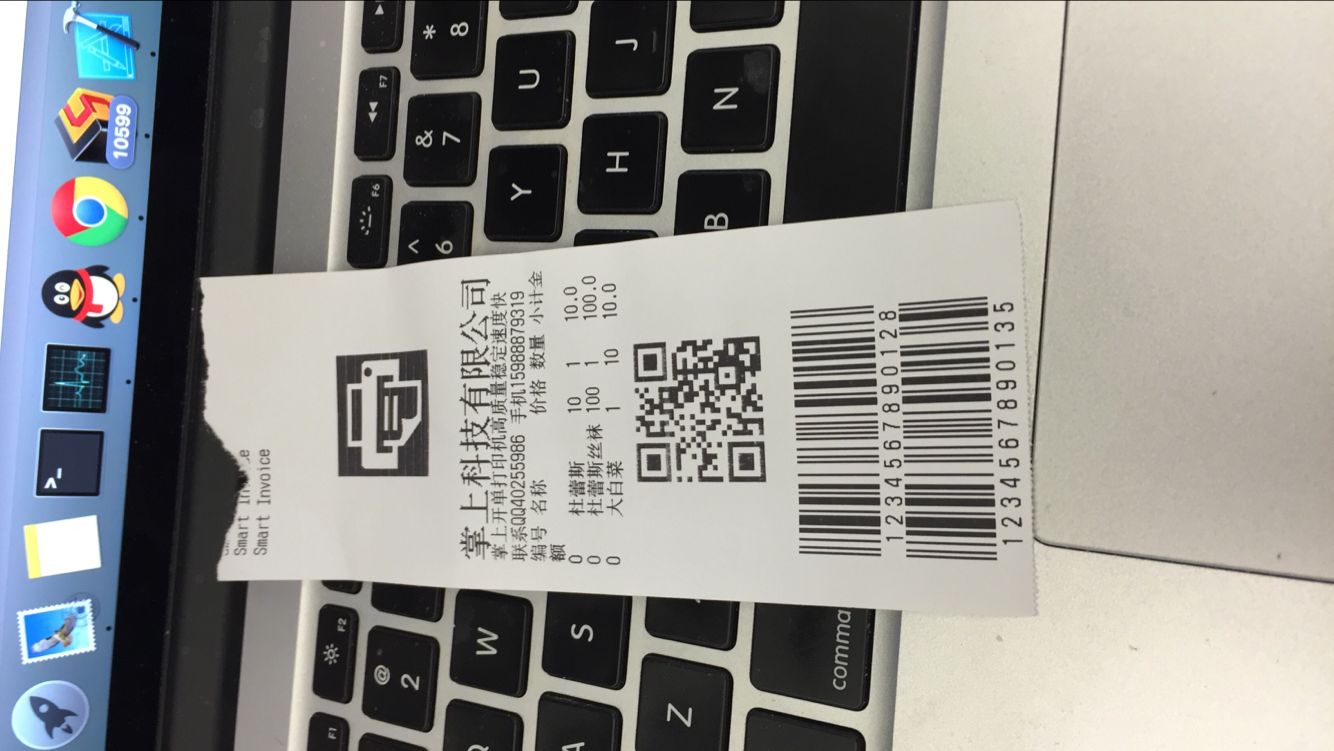 >_
10599
Smart Invoice
Smart Invoice
掌上科技有限公司
掌上开单打印机高质量稳定速度快
联系QQ40255986 手机15988879319
编号 名称 价格 数量 小计金
额
0 杜蕾斯 10 1 10.0
0 杜蕾斯丝袜 100 1 100.0
0 大白菜 1 10 10.0
1234567890128
1234567890135
F1
F2
F6
F7
@
2
^
6
&
7
*
8
Q
W
Y
U
A
S
H
J
Z
B
N
comma